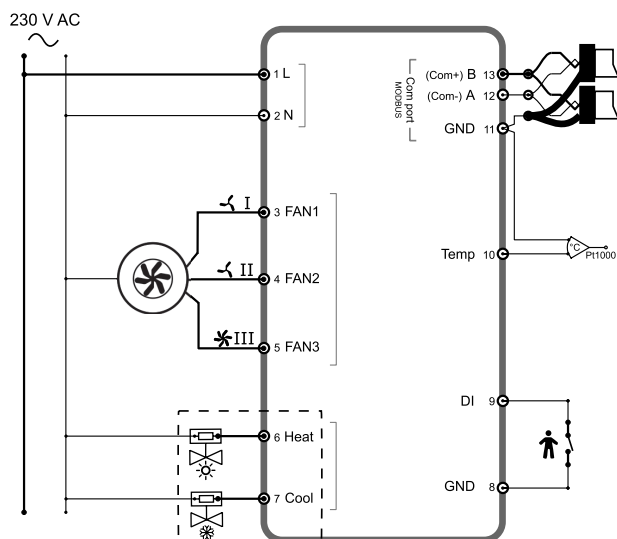 230 V AC
1 L
2 N
I
3 FAN1
II
4 FAN2
III
5 FAN3
6 Heat
7 Cool
Com port
MODBUS
(Com+) B 13
(Com-) A 12
GND 11
Temp 10
°C
Pt1000
DI 9
GND 8